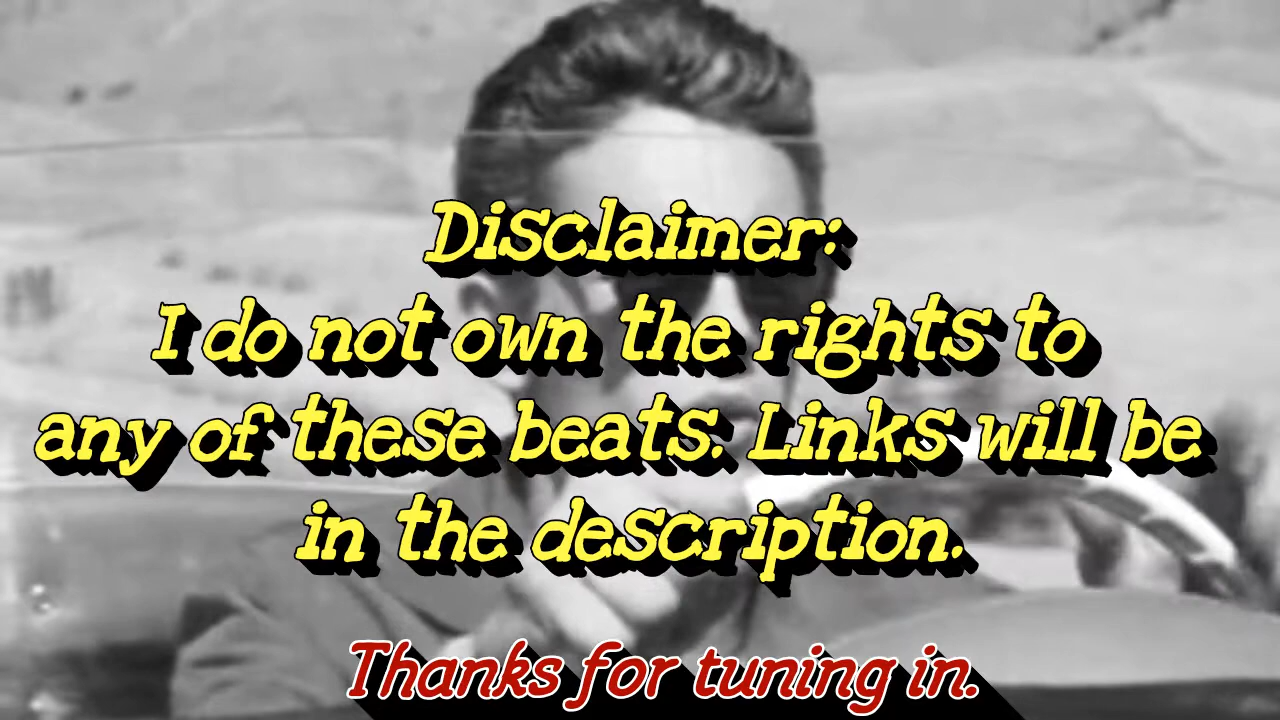 Disclaimer:
I do not own the rights to
any of these beats. Links will be
in the description.
Thanks for tuning in.